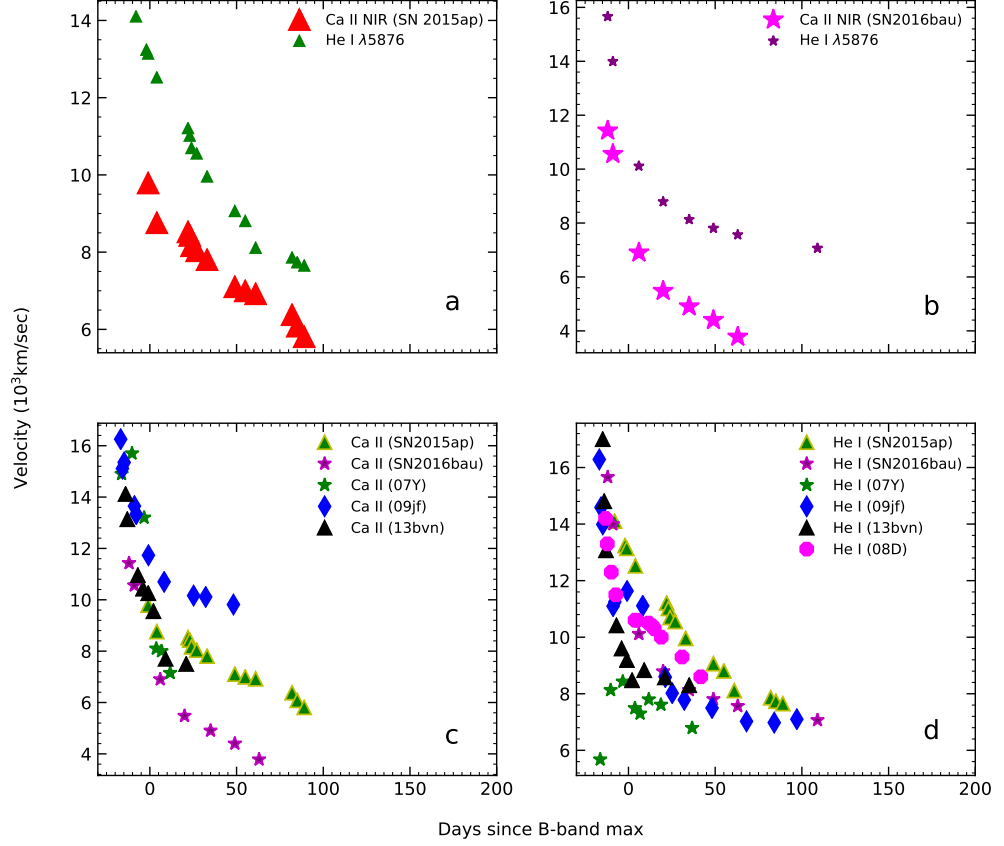 14
12
10
8
6
Ca II NIR (SN 2015ap)
He I λ5876
a
16
14
12
10
8
6
4
Ca II NIR (SN2016bau)
He I λ5876
b
Velocity (10³km/sec)
16
14
12
10
8
6
4
Ca II (SN2015ap)
Ca II (SN2016bau)
Ca II (07Y)
Ca II (09jf)
Ca II (13bvn)
c
0 50 100 150 200
16
14
12
10
8
6
He I (SN2015ap)
He I (SN2016bau)
He I (07Y)
He I (09jf)
He I (13bvn)
He I (08D)
d
0 50 100 150 200
Days since B-band max